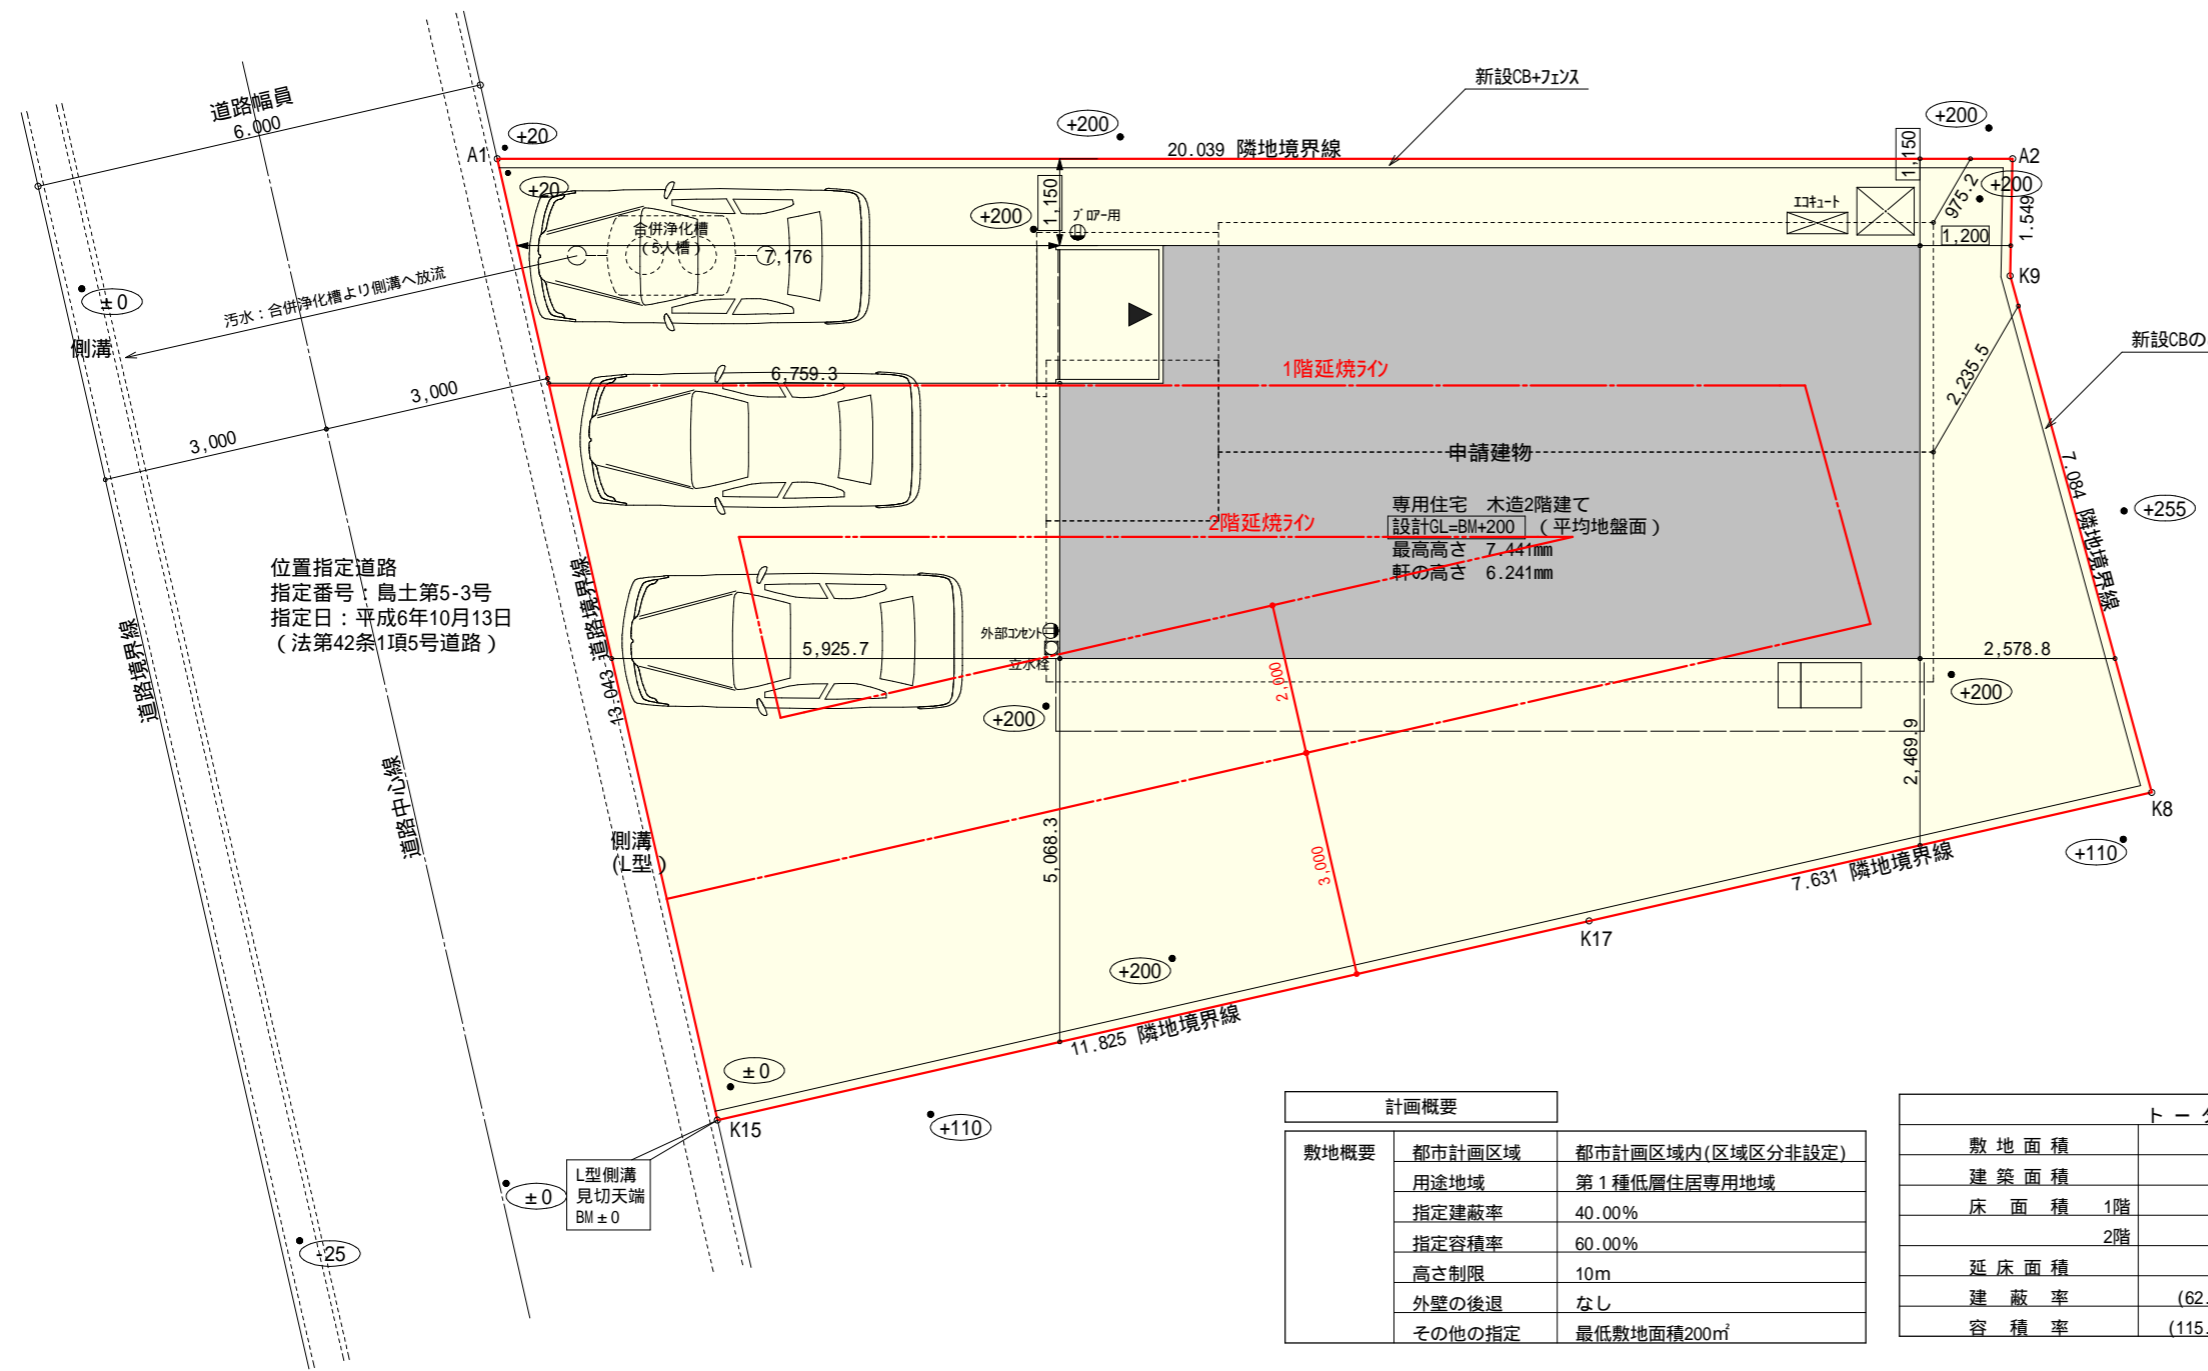 新設CB+フェンス
道路幅員
6.000
A1
+20
+20
+200
20.039 隣地境界線
1,150
+200
A2
+200
975.2
1.549
1,200
1,150
+200
ブロアー用
エコキュート
K9
合併浄化槽
(5人槽)
7,176
±0
汚水：合併浄化槽より側溝へ放流
側溝
3,000
3,000
6,759.3
1階延焼ライン
2,235.5
新設CBの
申請建物
専用住宅　木造2階建て
設計GL=BM+200 （平均地盤面）
最高高さ　7.441mm
軒の高さ　6.241mm
2階延焼ライン
7.084 隣地境界線
+255
位置指定道路
指定番号：島土第5-3号
指定日：平成6年10月13日
（法第42条1項5号道路）
道路境界線
道路境界線
13.043
外部コンセント
立水栓
5,925.7
2,578.8
+200
+200
2,000
2,469.9
道路中心線
側溝
(L型)
5,068.3
3,000
K8
+110
7.631 隣地境界線
K17
+200
11.825 隣地境界線
±0
K15
+110
L型側溝
見切天端
BM±0
±0
-25
計画概要
敷地概要 都市計画区域 都市計画区域内(区域区分非設定)
用途地域 第1種低層住居専用地域
指定建蔽率 40.00%
指定容積率 60.00%
高さ制限 10m
外壁の後退 なし
その他の指定 最低敷地面積200㎡
トー
敷地面積
建築面積
床面積 1階
2階
延床面積
建蔽率 (62.
容積率 (115.